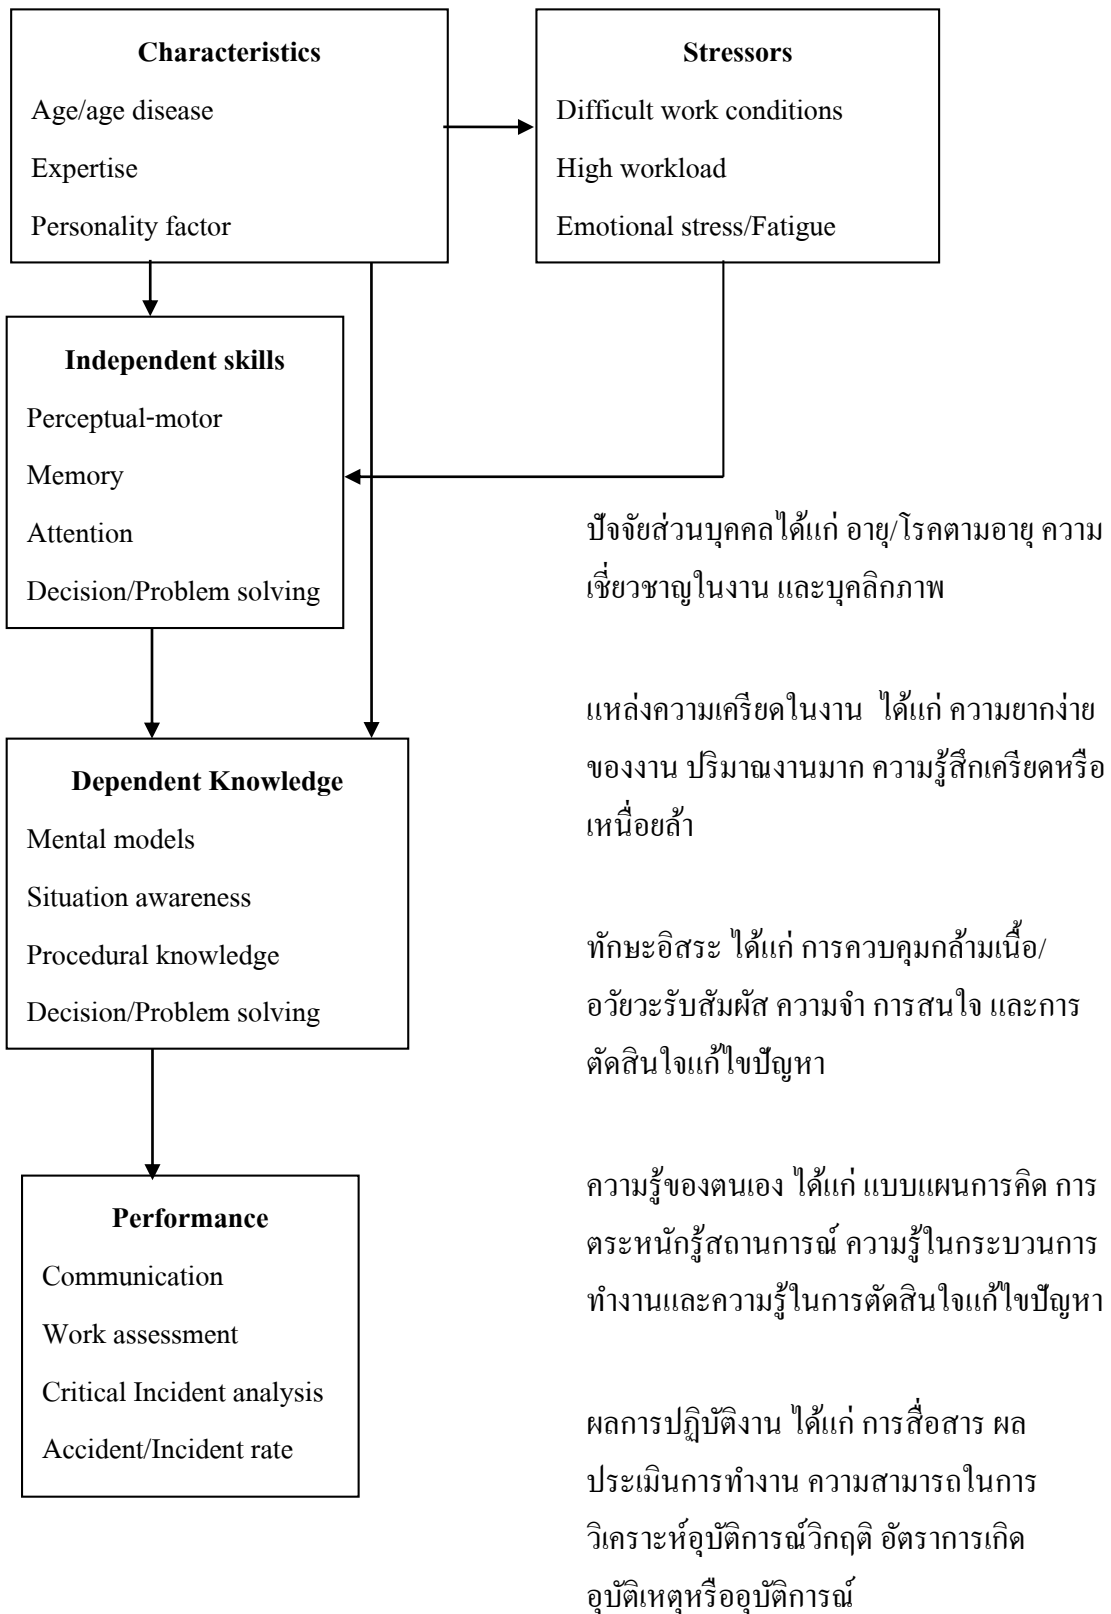 Characteristics
Age/age disease
Expertise
Personality factor
Stressors
Difficult work conditions
High workload
Emotional stress/Fatigue
Independent skills
Perceptual-motor
Memory
Attention
Decision/Problem solving
Dependent Knowledge
Mental models
Situation awareness
Procedural knowledge
Decision/Problem solving
Performance
Communication
Work assessment
Critical Incident analysis
Accident/Incident rate
ปัจจัยส่วนบุคคลได้แก่ อายุ/โรคตามอายุ ความ
เชี่ยวชาญในงาน และบุคลิกภาพ
แหล่งความเครียดในงาน ได้แก่ ความยากง่าย
ของงาน ปริมาณงานมาก ความรู้สึกเครียดหรือ
เหนื่อยล้า
ทักษะอิสระ ได้แก่ การควบคุมกล้ามเนื้อ/
อวัยวะรับสัมผัส ความจำ การสนใจ และการ
ตัดสินใจแก้ไขปัญหา
ความรู้ของตนเอง ได้แก่ แบบแผนการคิด การ
ตระหนักรู้สถานการณ์ ความรู้ในกระบวนการ
ทำงานและความรู้ในการตัดสินใจแก้ไขปัญหา
ผลการปฏิบัติงาน ได้แก่ การสื่อสาร ผล
ประเมินการทำงาน ความสามารถในการ
วิเคราะห์อุบัติการณ์วิกฤติ อัตราการเกิด
อุบัติเหตุหรืออุบัติการณ์